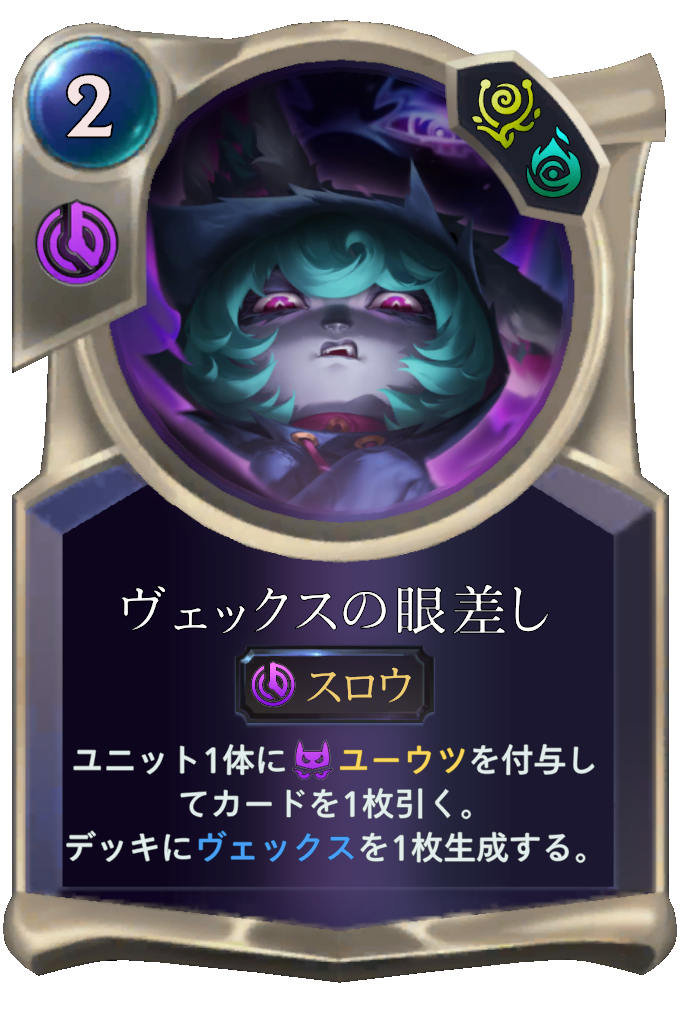 2
ヴェックスの眼差し
スロウ
ユニット1体にユーウツを付与し
てカードを1枚引く。
デッキにヴェックスを1枚生成する。